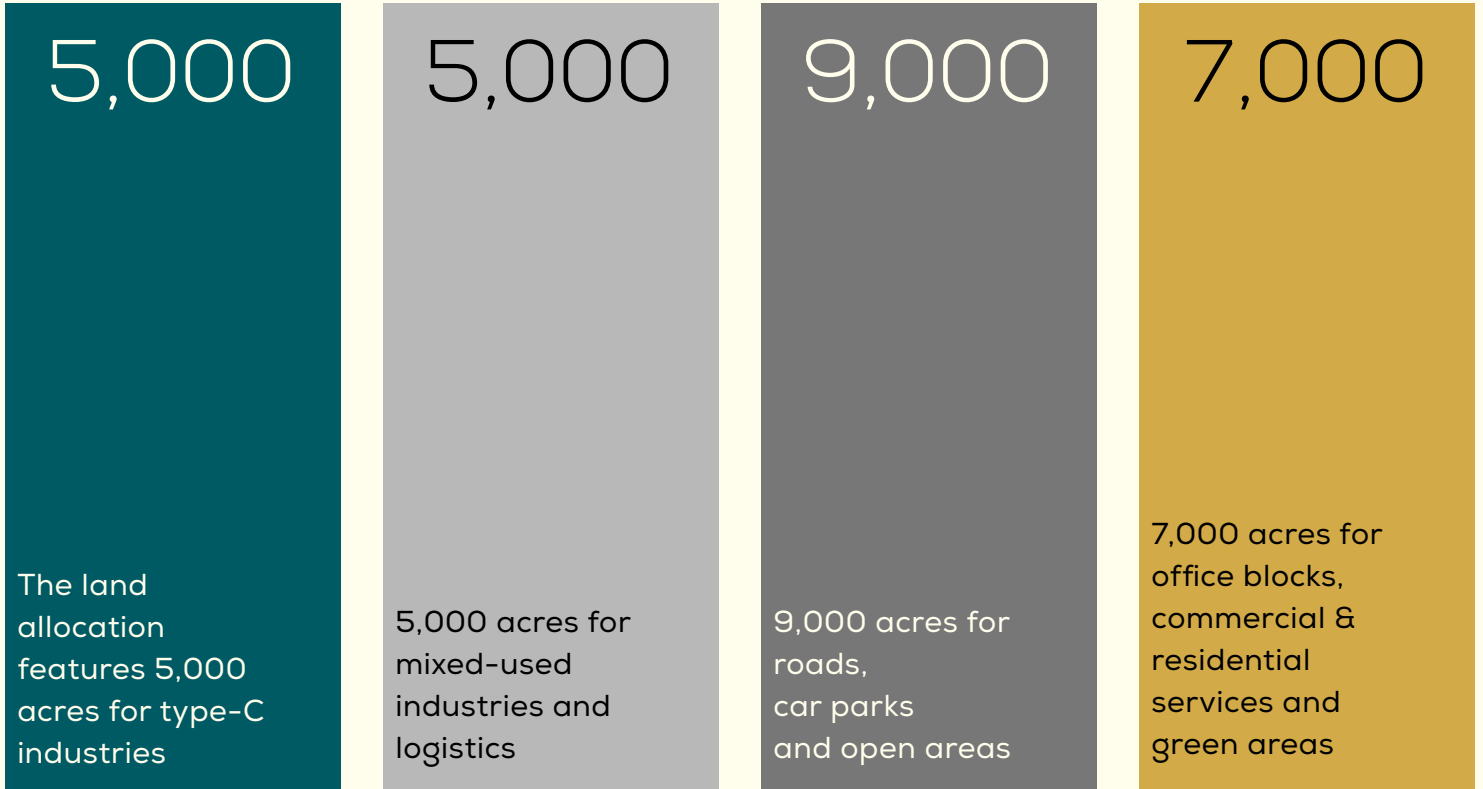 5,000
The land
allocation
features 5,000
acres for type-C
industries
5,000
5,000 acres for
mixed-used
industries and
logistics
9,000
9,000 acres for
roads,
car parks
and open areas
7,000
7,000 acres for
office blocks,
commercial &
residential
services and
green areas